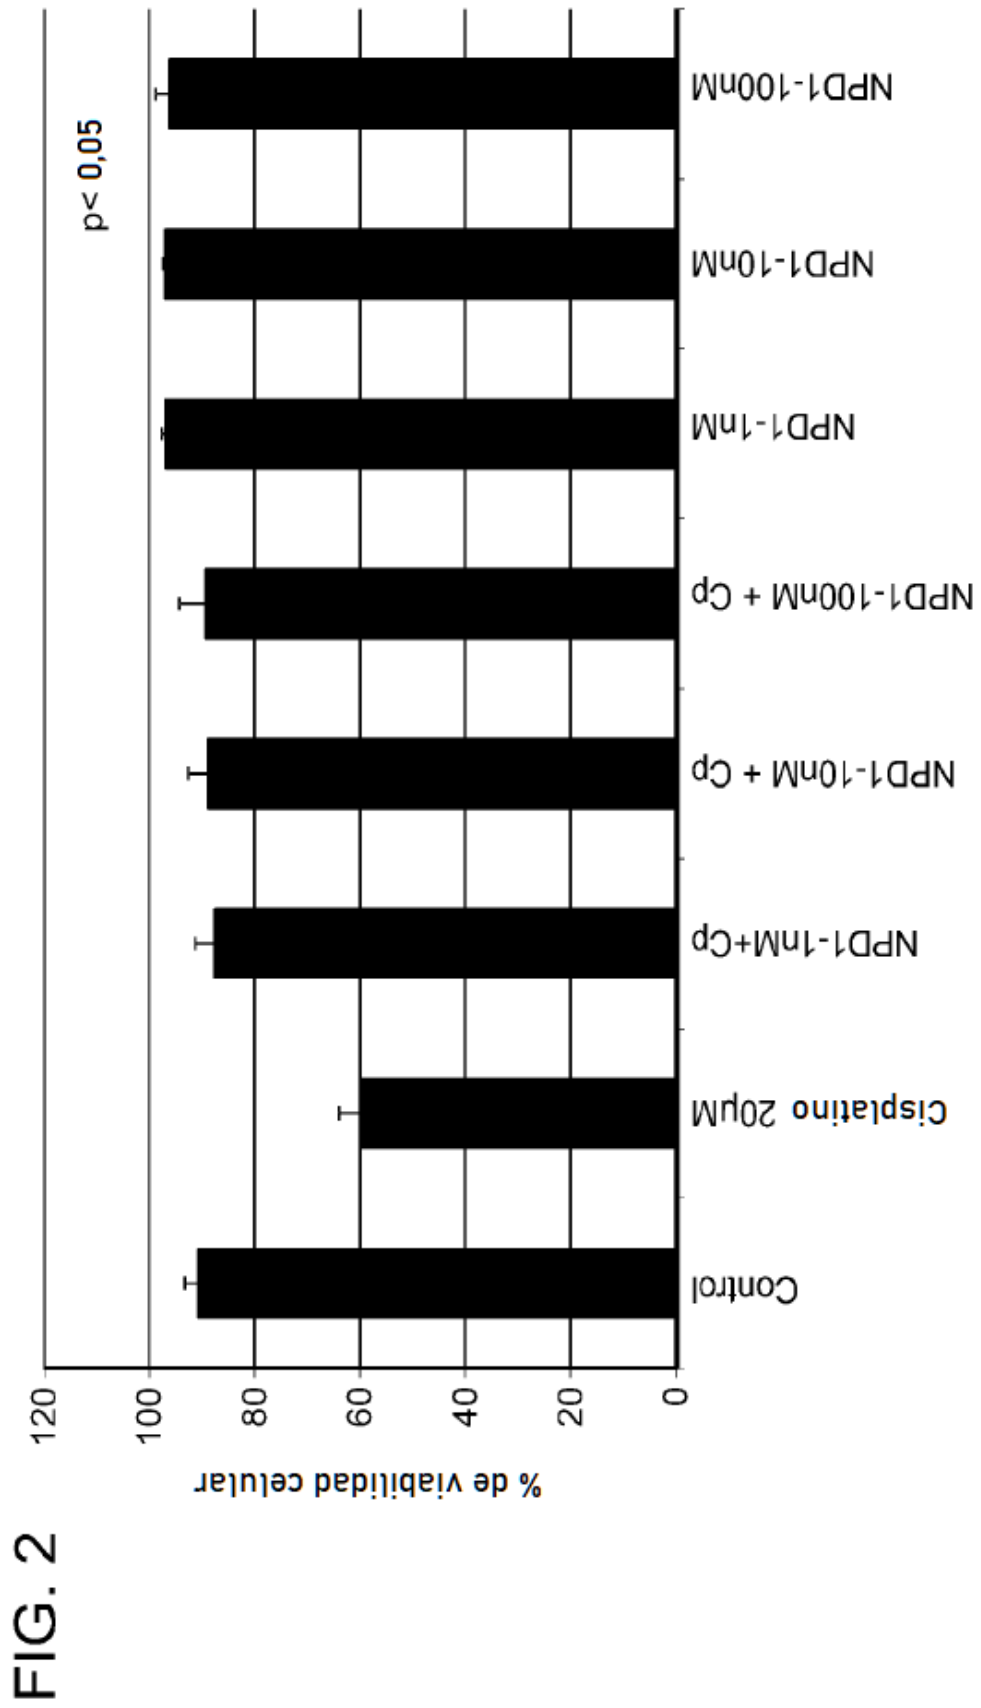 FIG. 2
% de viabilidad celular
120
100
80
60
40
20
0
p< 0,05
Control
Cisplatino 20µM
NPD1-1nM+Cp
NPD1-10nM + Cp
NPD1-100nM + Cp
NPD1-1nM
NPD1-10nM
NPD1-100nM